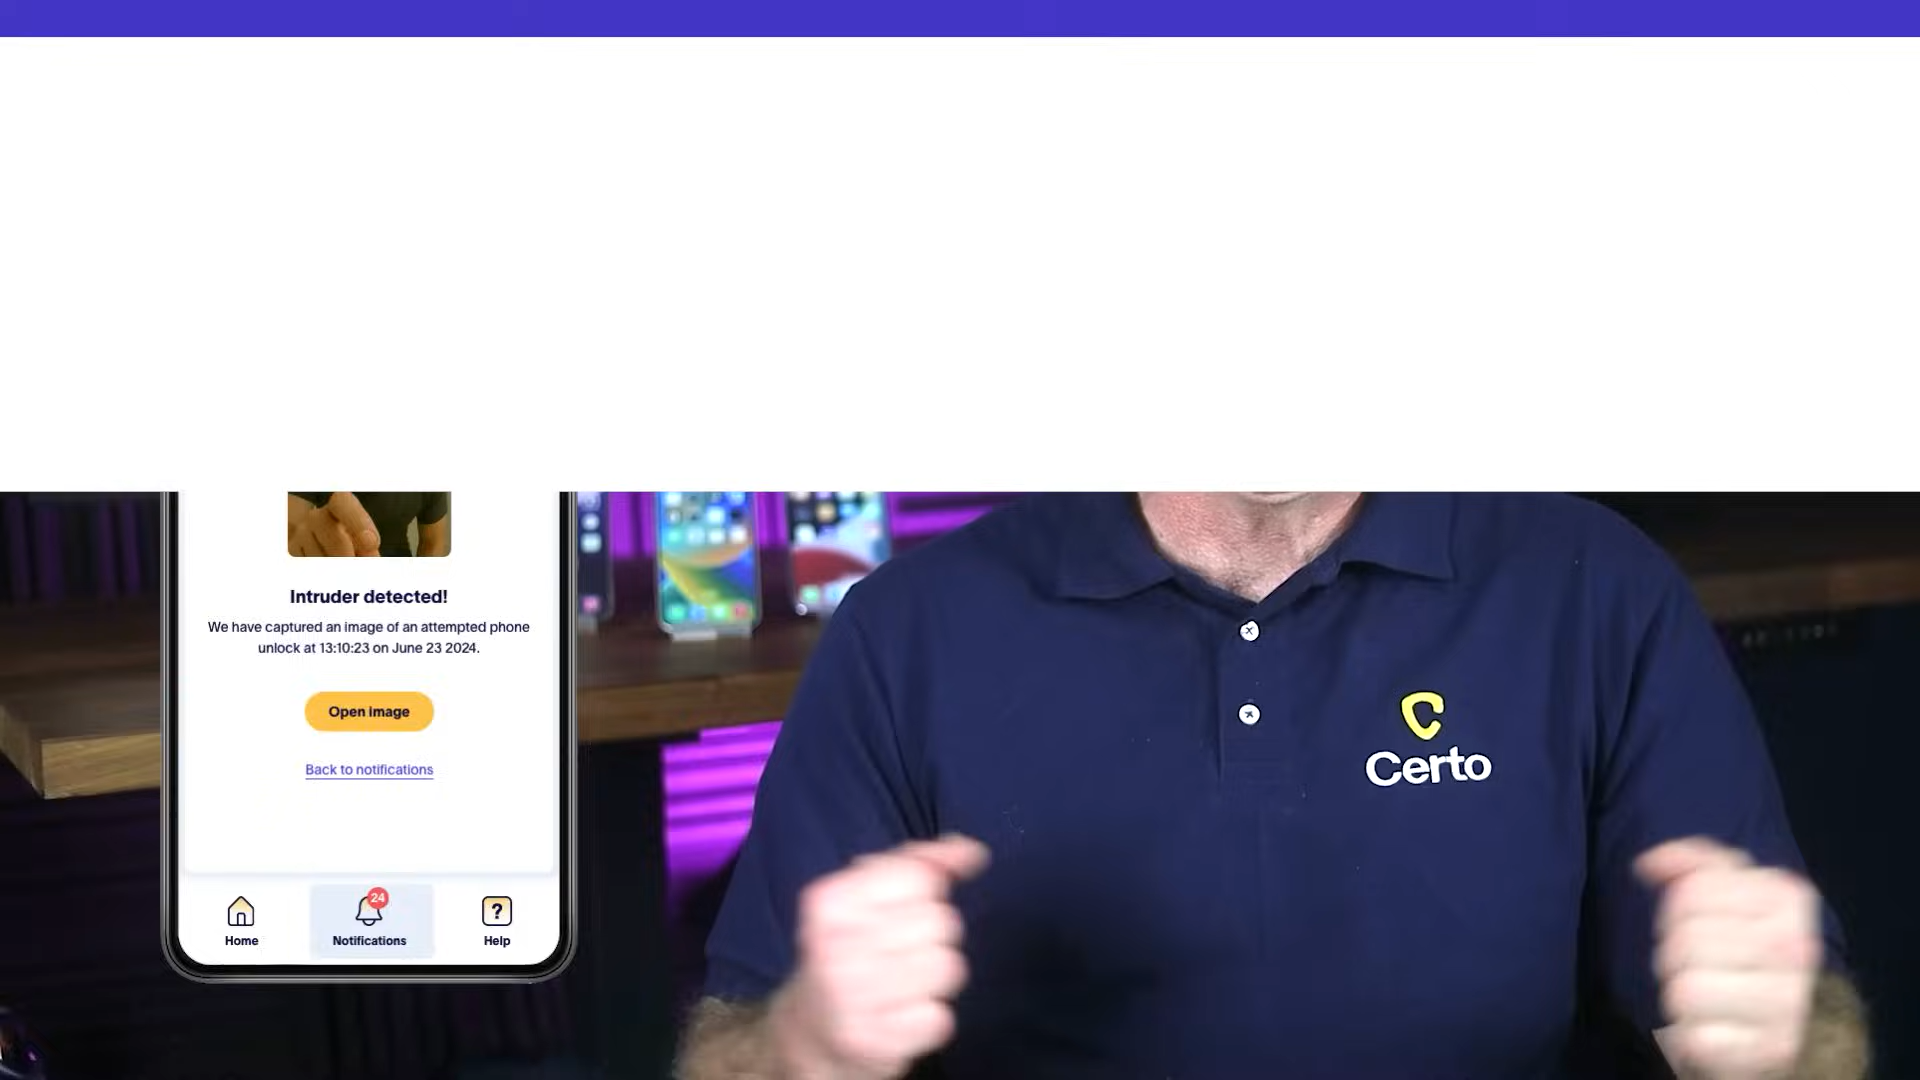 Intruder detected!
We have captured an image of an attempted phone
unlock at 13:10:23 on June 23 2024.
Open image
Back to notifications
24
Home
Notifications
?
Help
Certo